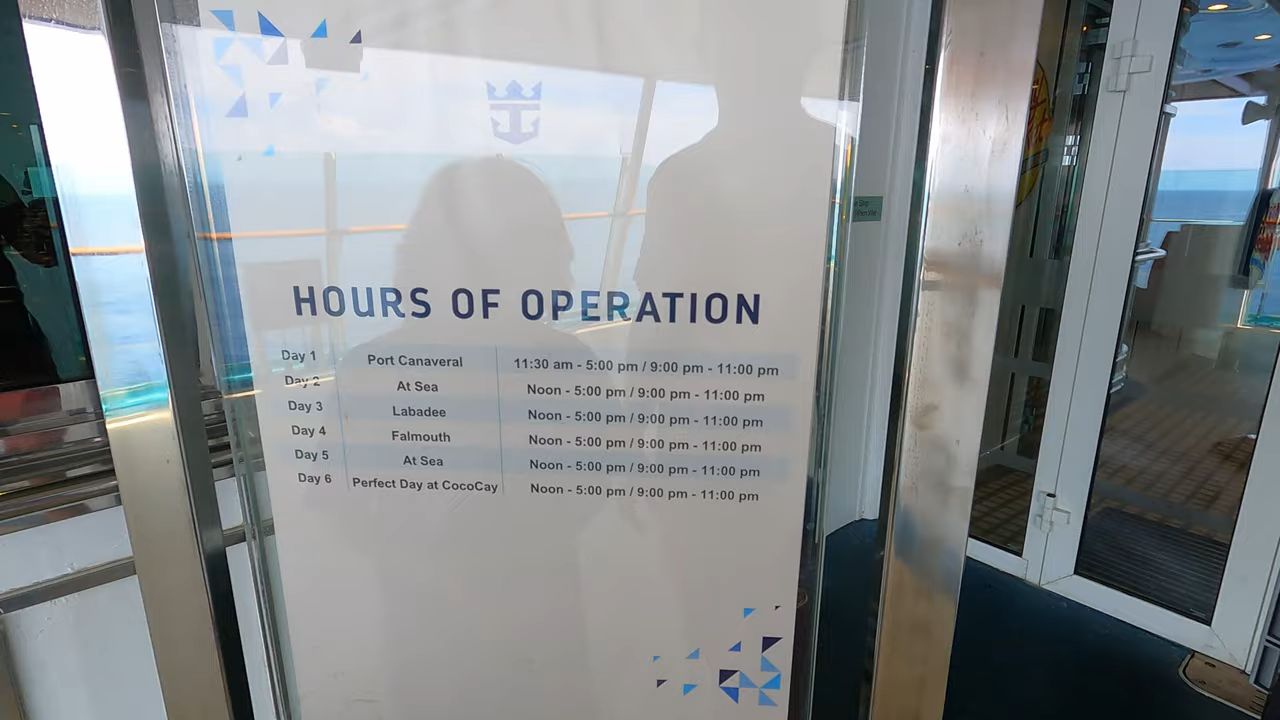 HOURS OF OPERATION
Day 1 Port Canaveral 11:30 am - 5:00 pm / 9:00 pm - 11:00 pm
Day 2 At Sea Noon - 5:00 pm / 9:00 pm - 11:00 pm
Day 3 Labadee Noon - 5:00 pm / 9:00 pm - 11:00 pm
Day 4 Falmouth Noon - 5:00 pm / 9:00 pm - 11:00 pm
Day 5 At Sea Noon - 5:00 pm / 9:00 pm - 11:00 pm
Day 6 Perfect Day at CocoCay Noon - 5:00 pm / 9:00 pm - 11:00 pm